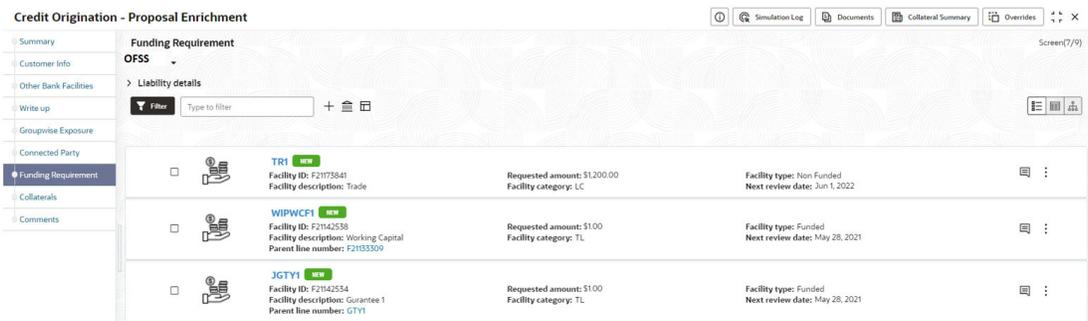 Credit Origination - Proposal Enrichment
Simulation Log
Documents
Collateral Summary
Overrides
Summary
Customer Info
Other Bank Facilities
Write up
Groupwise Exposure
Connected Party
Funding Requirement
Collaterals
Comments
Funding Requirement
Screen(7/9)
OFSS
Liability details
Filter
Type to filter
TR1 NEW
Facility ID: F21173841 Requested amount: $1,200.00 Facility type: Non Funded
Facility description: Trade Facility category: LC Next review date: Jun 1, 2022
WIPWCF1 NEW
Facility ID: F21142538 Requested amount: $1.00 Facility type: Funded
Facility description: Working Capital Facility category: TL Next review date: May 28, 2021
Parent line number: F21133309
JGTY1 NEW
Facility ID: F21142534 Requested amount: $1.00 Facility type: Funded
Facility description: Gurantee 1 Facility category: TL Next review date: May 28, 2021
Parent line number: GTY1